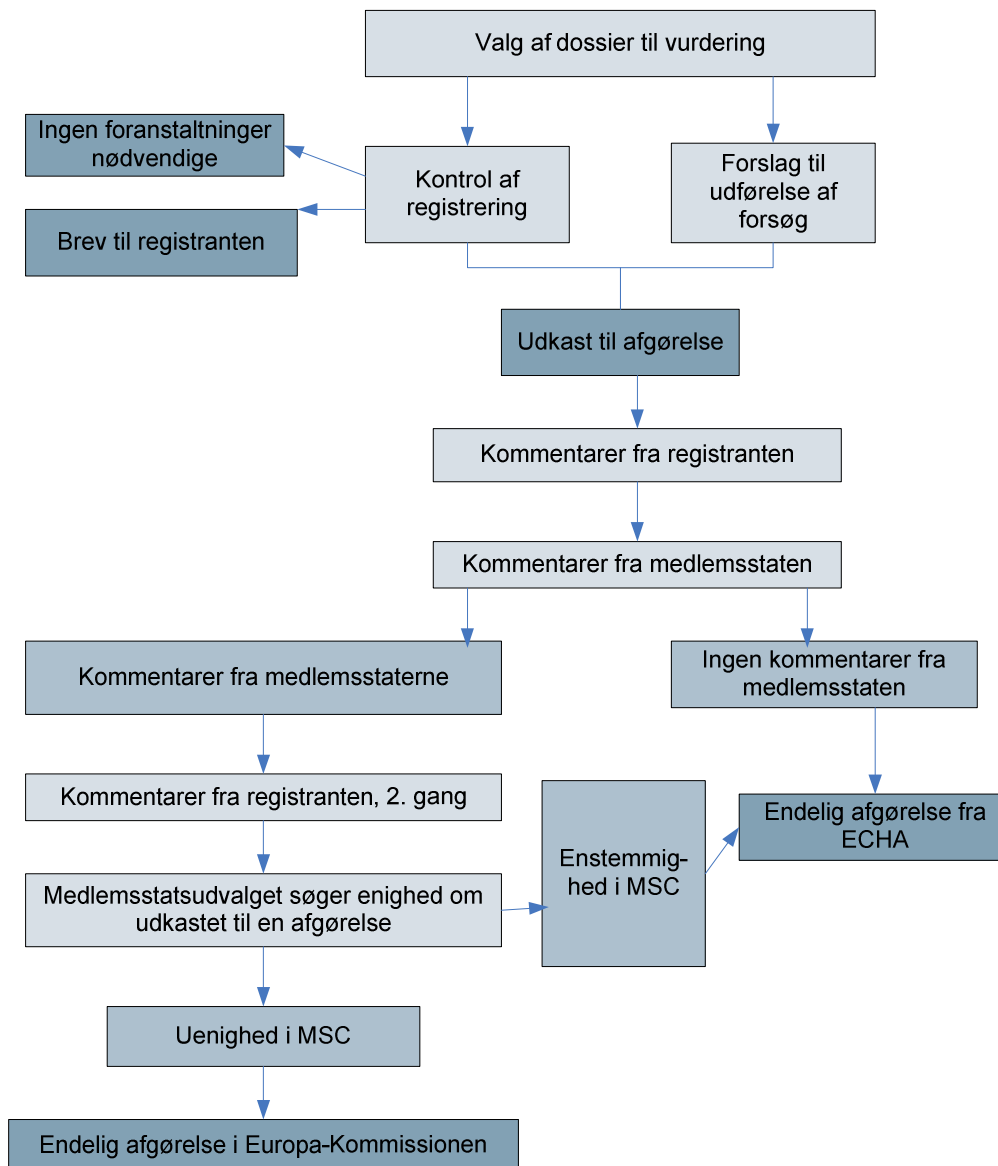 Valg af dossier til vurdering
Ingen foranstaltninger
nødvendige
Kontrol af
registrering
Forslag til
udførelse af
forsøg
Brev til registranten
Udkast til afgørelse
Kommentarer fra registranten
Kommentarer fra medlemsstaten
Kommentarer fra medlemsstaterne
Ingen kommentarer fra
medlemsstaten
Kommentarer fra registranten, 2. gang
Enstemmig-
hed i MSC
Endelig afgørelse fra
ECHA
Medlemsstatsudvalget søger enighed om
udkastet til en afgørelse
Uenighed i MSC
Endelig afgørelse i Europa-Kommissionen